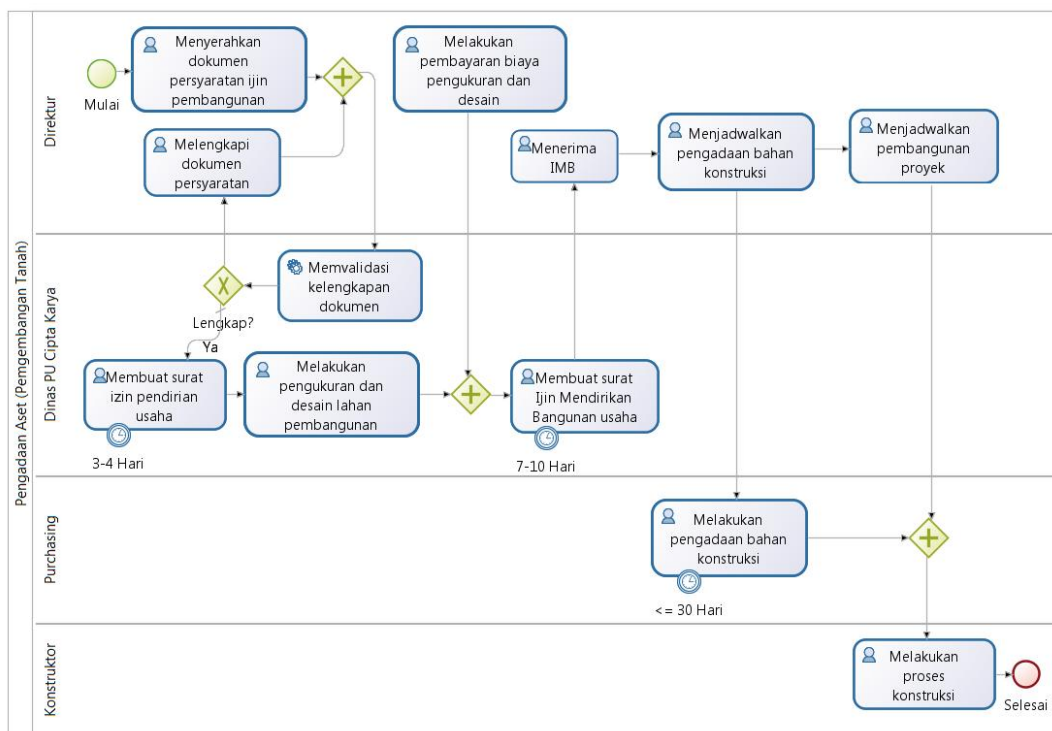 Pengadaan Aset (Pemgembangan Tanah)
Direktur
Mulai
Menyerahkan
dokumen
persyaratan ijin
pembangunan
Melengkapi
dokumen
persyaratan
Melakukan
pembayaran biaya
pengukuran dan
desain
Menerima
IMB
Menjadwalkan
pengadaan bahan
konstruksi
Menjadwalkan
pembangunan
proyek
Dinas PU Cipta Karya
Memvalidasi
kelengkapan
dokumen
Lengkap?
Ya
Membuat surat
izin pendirian
usaha
3-4 Hari
Melakukan
pengukuran dan
desain lahan
pembangunan
Membuat surat
Ijin Mendirikan
Bangunan usaha
7-10 Hari
Purchasing
Melakukan
pengadaan bahan
konstruksi
<= 30 Hari
Konstruktor
Melakukan
proses
konstruksi
Selesai